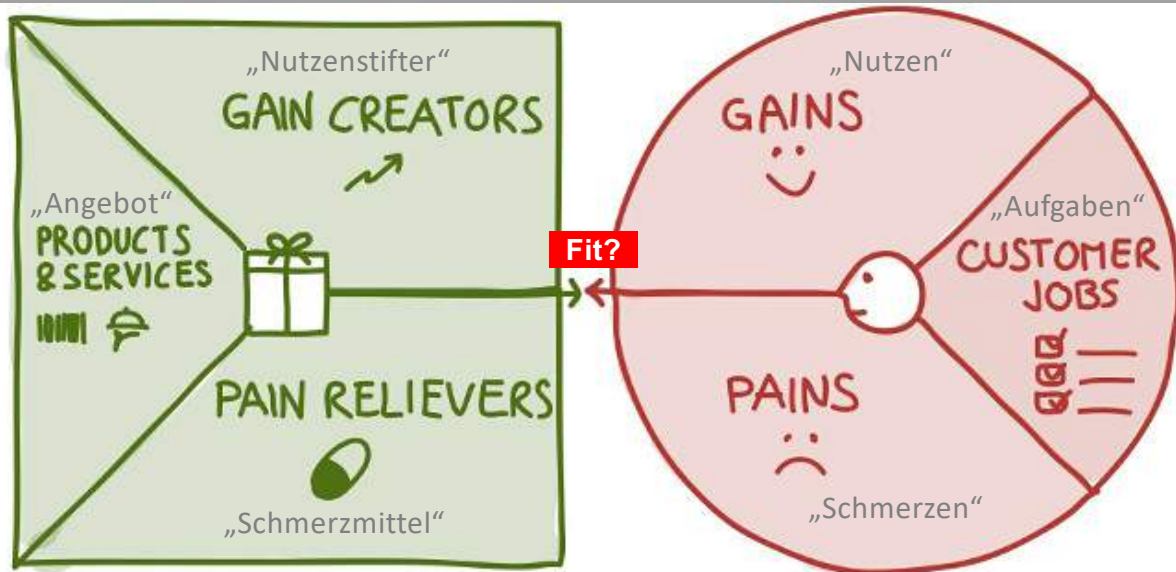 „Nutzenstifter“
GAIN CREATORS
„Angebot“
PRODUCTS
& SERVICES
PAIN RELIEVERS
„Schmerzmittel“
Fit?
„Nutzen“
GAINS
„Aufgaben“
CUSTOMER
JOBS
PAINS
„Schmerzen“